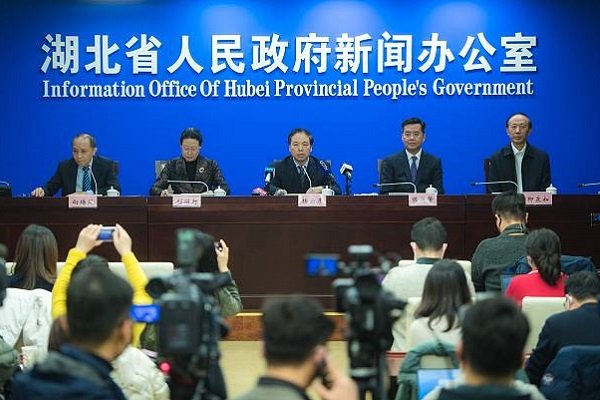 湖北省人民政府新闻办公室
Information Office Of Hubei Provincial People's Government